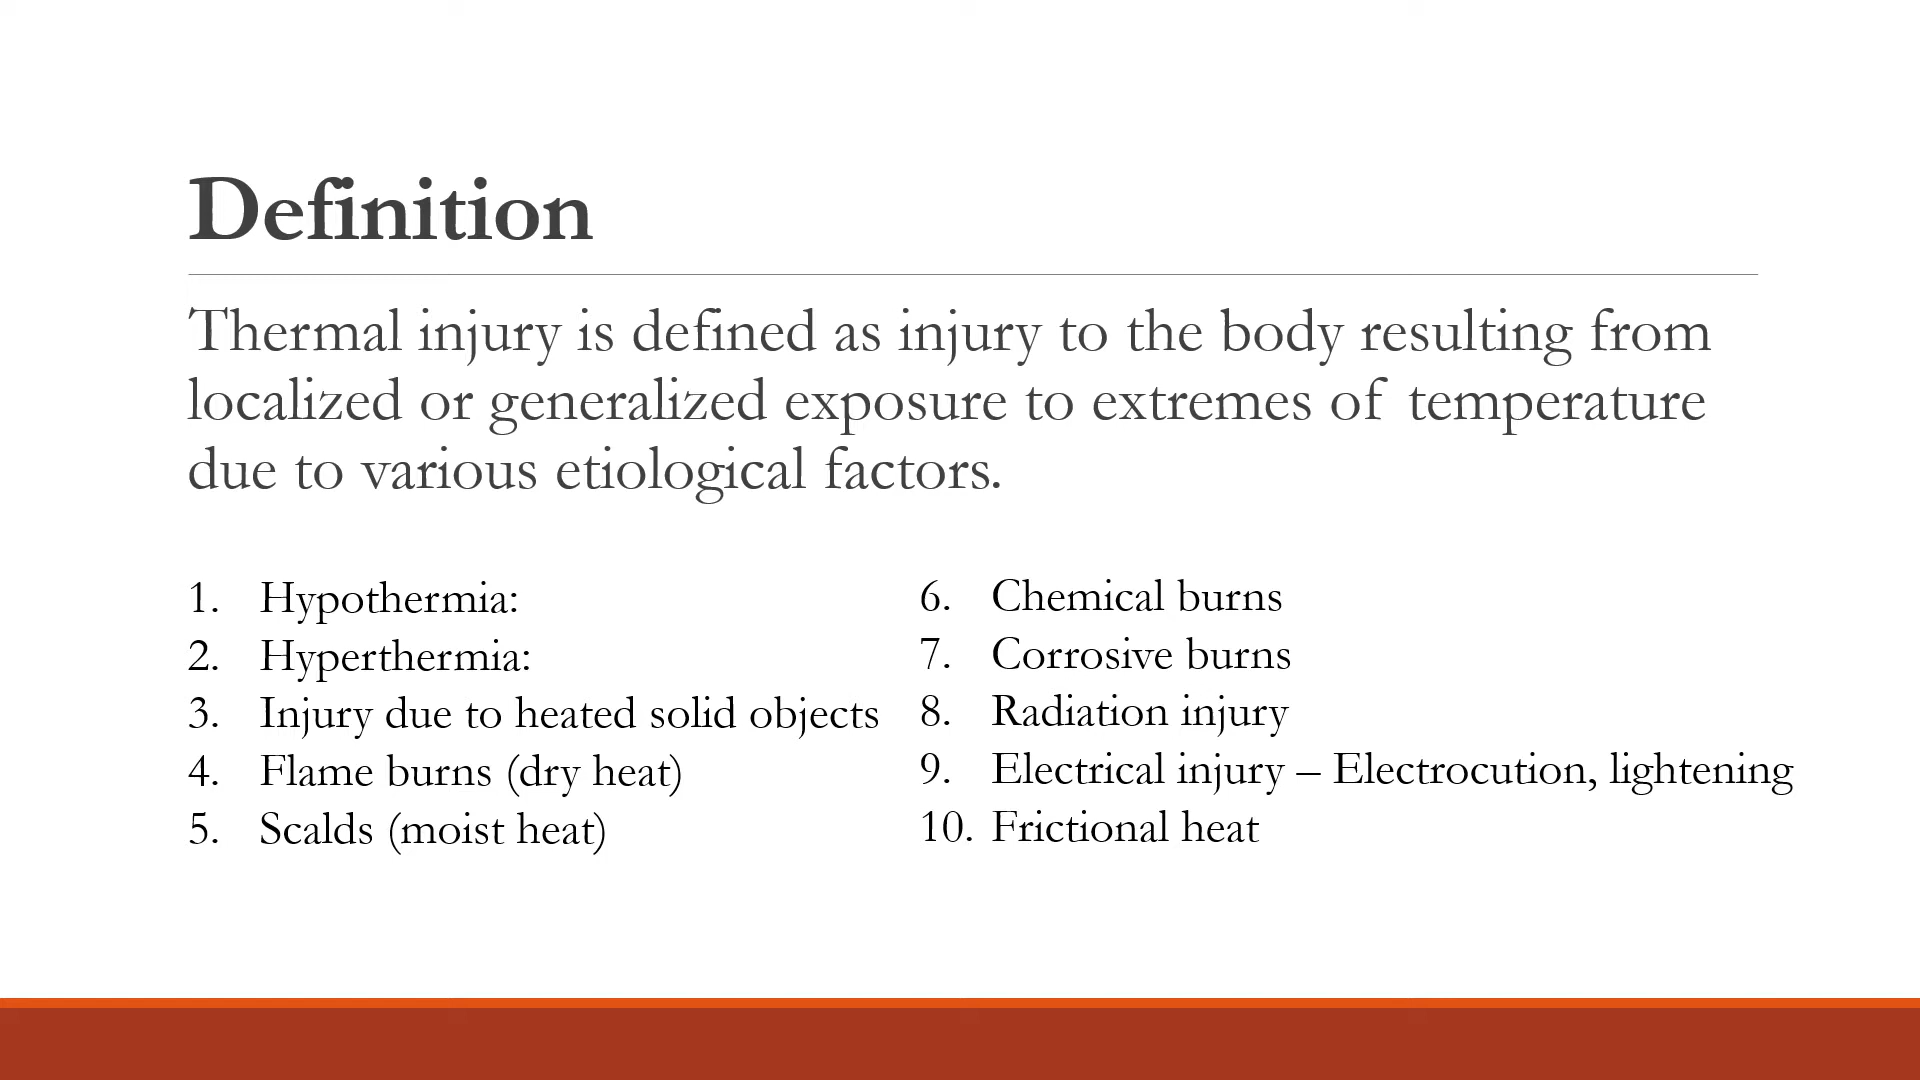 Definition
Thermal injury is defined as injury to the body resulting from
localized or generalized exposure to extremes of temperature
due to various etiological factors.
1. Hypothermia:
2. Hyperthermia:
3. Injury due to heated solid objects
4. Flame burns (dry heat)
5. Scalds (moist heat)
6. Chemical burns
7. Corrosive burns
8. Radiation injury
9. Electrical injury – Electrocution, lightening
10. Frictional heat